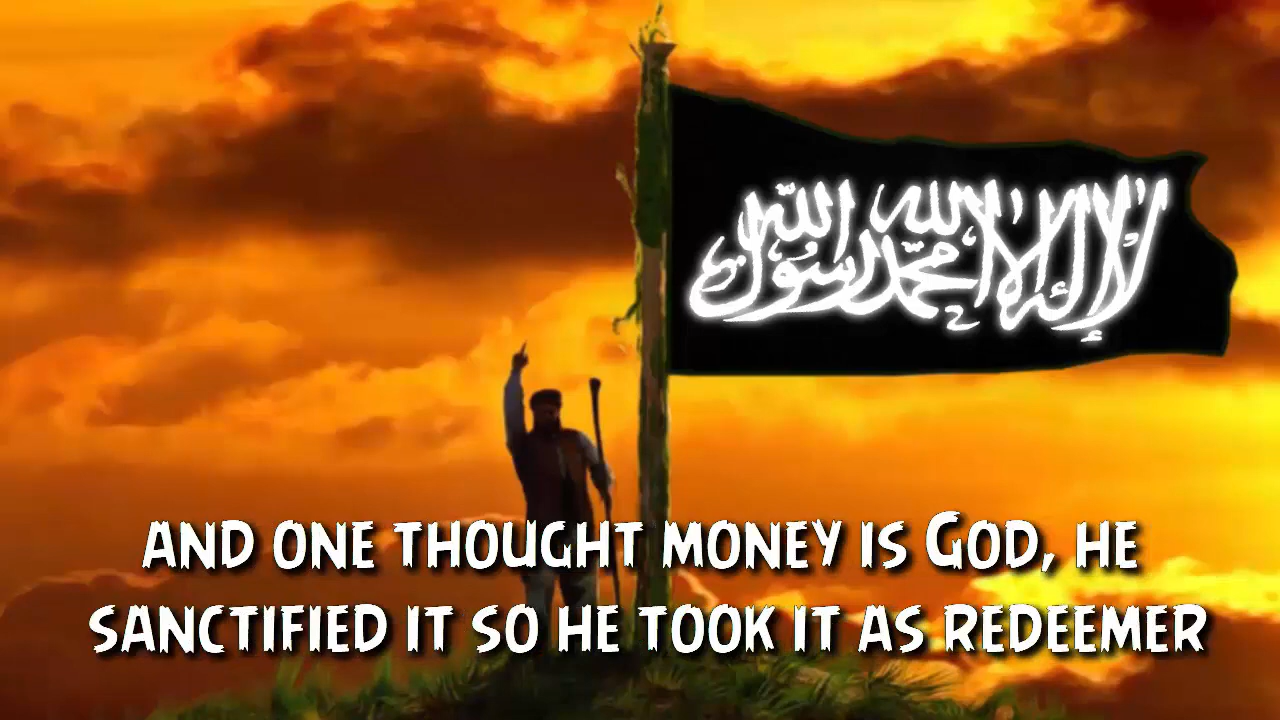 لا إله إلا الله محمد رسول الله
AND ONE THOUGHT MONEY IS GOD, HE
SANCTIFIED IT SO HE TOOK IT AS REDEEMER